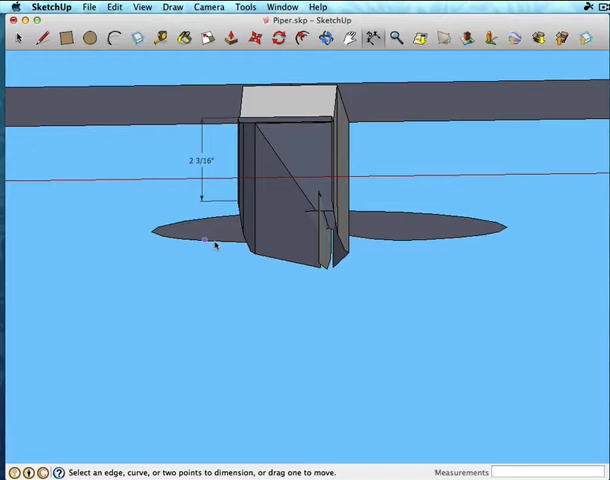 SketchUp File Edit View Draw Camera Tools Window Help
Piper.skp - SketchUp
2 3/16"
Select an edge, curve, or two points to dimension, or drag one to move. Measurements